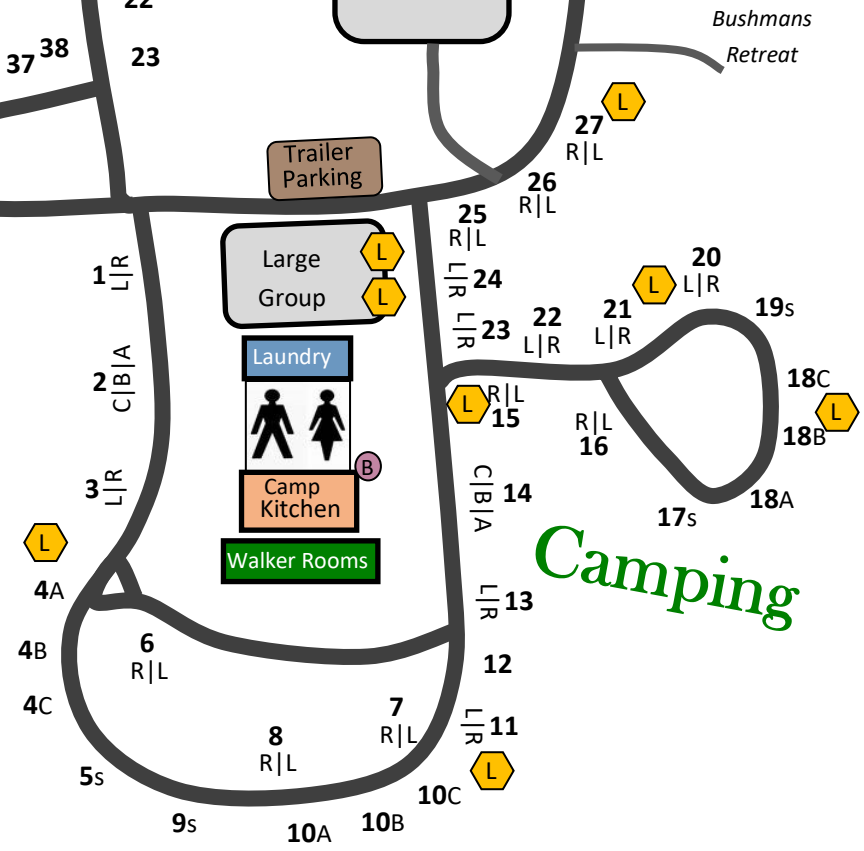 22
Bushmans
Retreat
37 38
23
L
27
R|L
Trailer
Parking
26
R|L
25
R|L
1 L|R
Large
Group
L
L
L|R 24
20
L|R
L
19s
21
L|R
22
L|R
L|R 23
Laundry
2 C|B|A
18C
L
18B
L
R|L
15
R|L
16
B
3 L|R
Camp
Kitchen
C|B|A 14
18A
17s
L
Walker Rooms
Camping
4A
L|R 13
6
R|L
4B
12
4C
7
R|L
L|R 11
8
R|L
L
5s
10C
9s
10A
10B